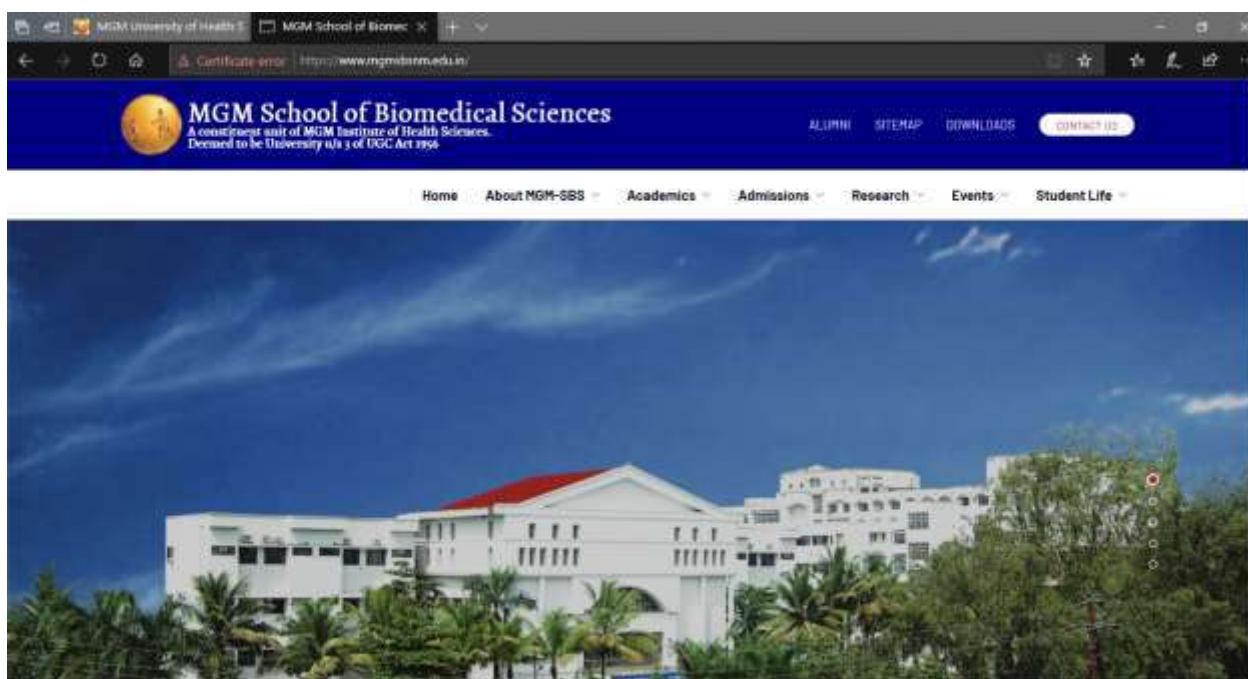 MGM University of Health S
MGM School of Biomec
Certificate error
https://www.mgmsbsnm.edu.in/
MGM School of Biomedical Sciences
A constituent unit of MGM Institute of Health Sciences.
Deemed to be University u/s 3 of UGC Act 1956
ALUMNI SITEMAP DOWNLOADS CONTACT US
Home About MGM-SBS Academics Admissions Research Events Student Life